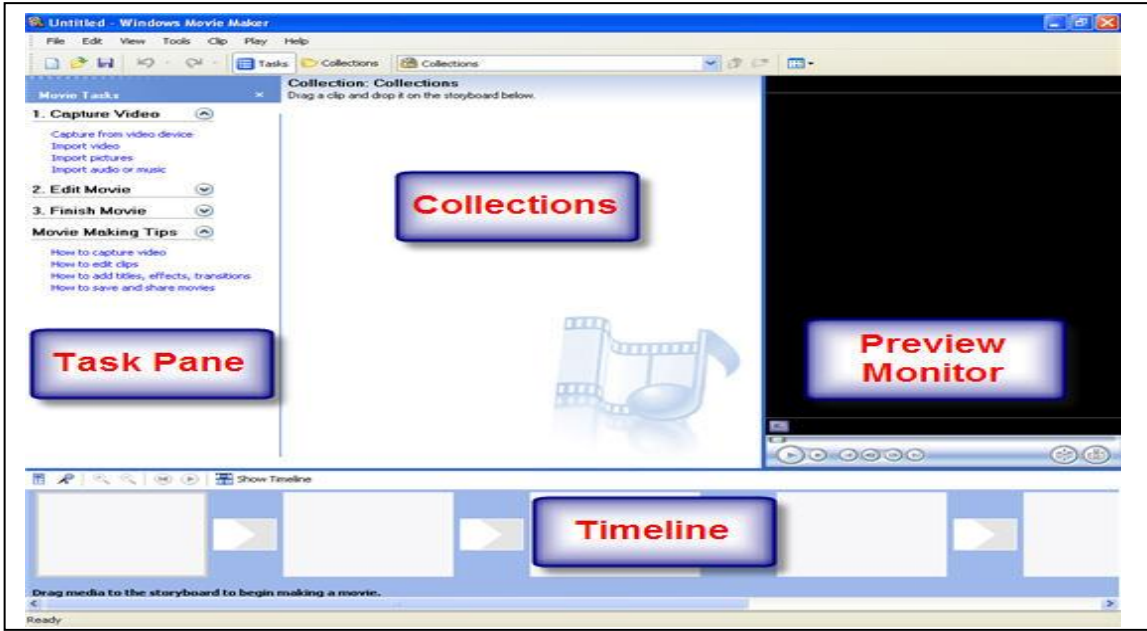 Untitled - Windows Movie Maker
File Edit View Tools Clip Play Help
Tasks Collections Collections
Movie Tasks
Collection: Collections
Drag a clip and drop it on the storyboard below.
1. Capture Video
Capture from video device
Import video
Import pictures
Import audio or music
2. Edit Movie
3. Finish Movie
Movie Making Tips
How to capture video
How to edit clips
How to add titles, effects, transitions
How to save and share movies
Collections
Task Pane
Preview
Monitor
Show Timeline
Timeline
Drag media to the storyboard to begin making a movie.
Ready